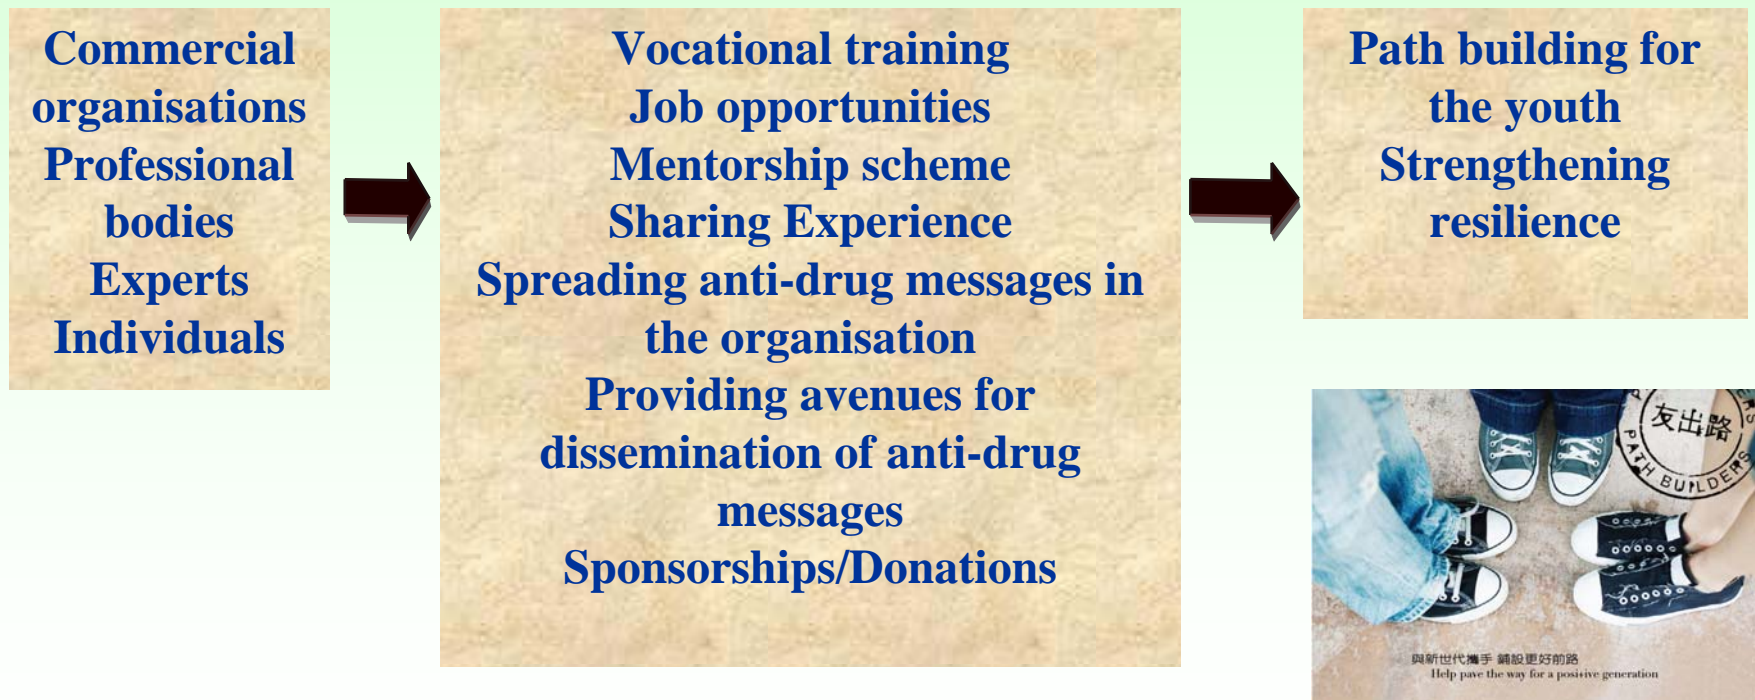 Commercial
organisations
Professional
bodies
Experts
Individuals
Vocational training
Job opportunities
Mentorship scheme
Sharing Experience
Spreading anti-drug messages in
the organisation
Providing avenues for
dissemination of anti-drug
messages
Sponsorships/Donations
Path building for
the youth
Strengthening
resilience
友出路
PATH BUILDERS
與新世代攜手 鋪設更好前路
Help pave the way for a positive generation